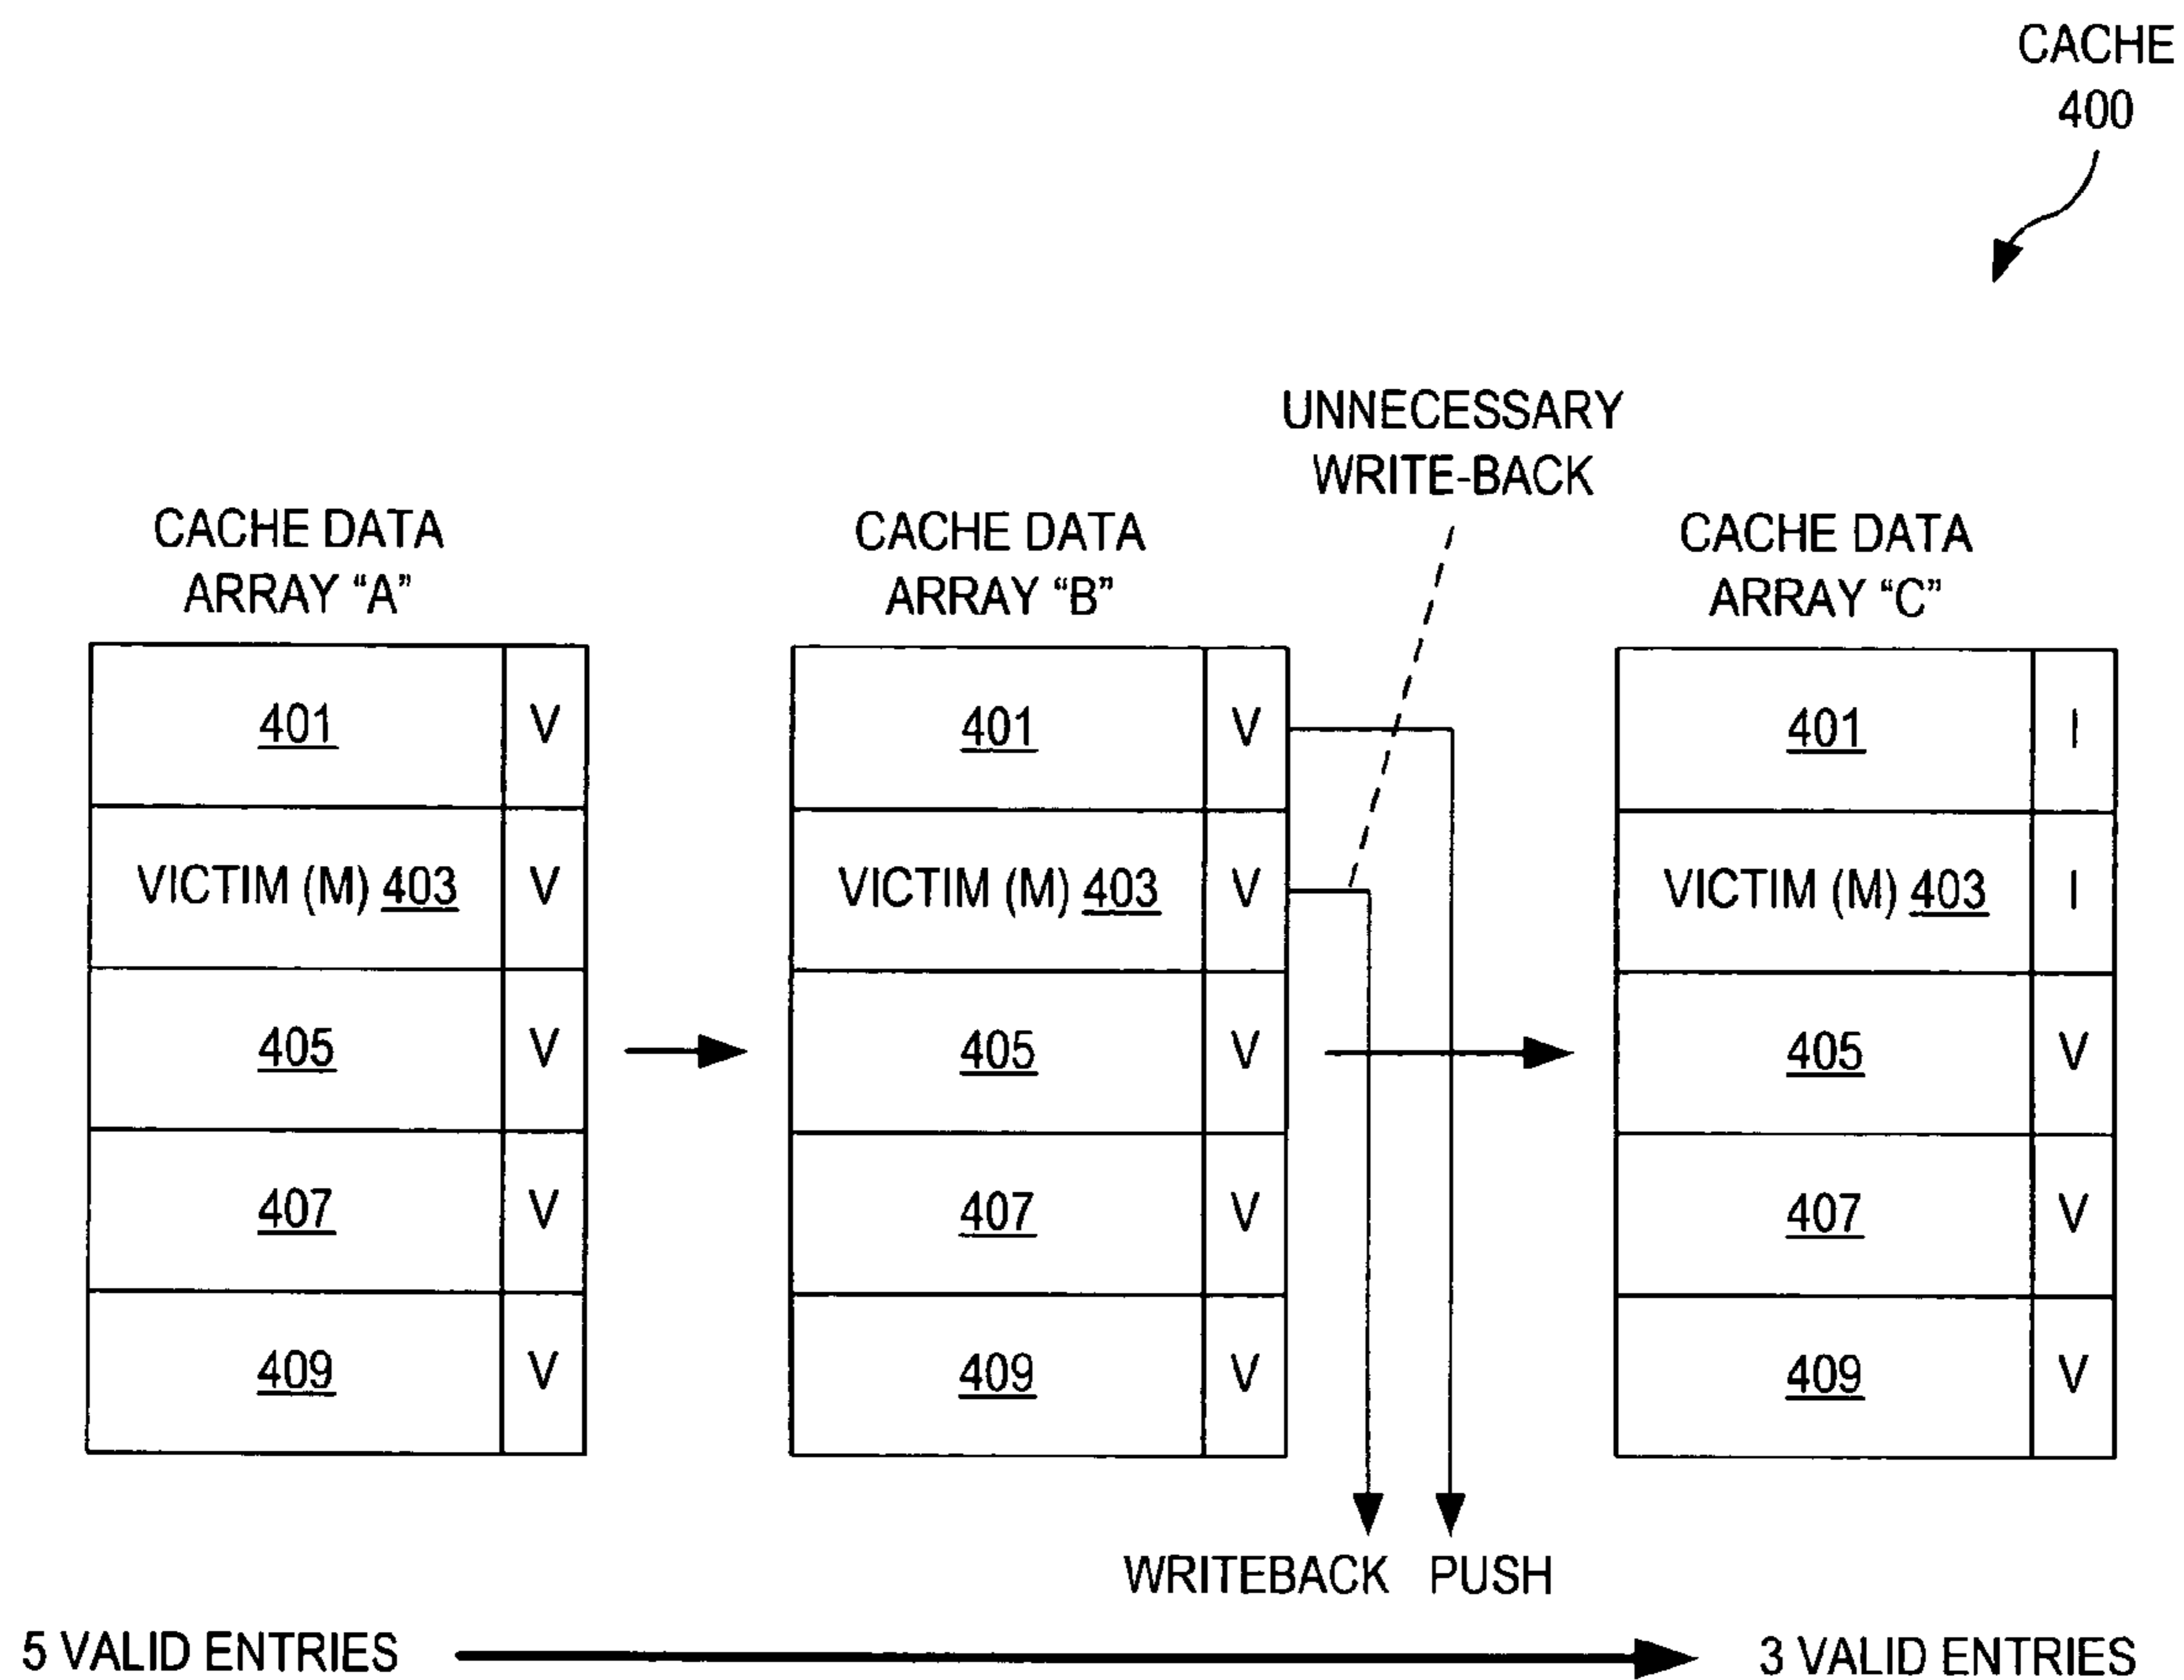 CACHE
400
UNNECESSARY
WRITE-BACK
CACHE DATA
ARRAY “A”
CACHE DATA
ARRAY “B”
CACHE DATA
ARRAY “C”
401 V
VICTIM (M) 403 V
405 V
407 V
409 V
401 V
VICTIM (M) 403 V
405 V
407 V
409 V
401 I
VICTIM (M) 403 I
405 V
407 V
409 V
WRITEBACK PUSH
5 VALID ENTRIES
3 VALID ENTRIES